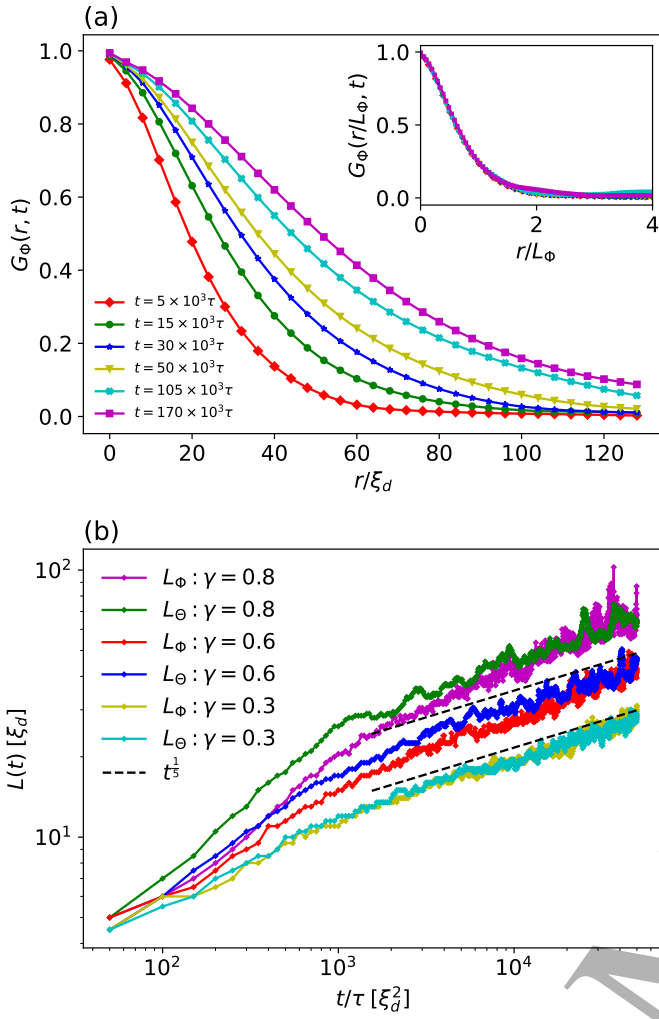 (a)
1.0
0.8
0.6
0.4
0.2
0.0
G_Φ(r, t)
t = 5 × 10³τ
t = 15 × 10³τ
t = 30 × 10³τ
t = 50 × 10³τ
t = 105 × 10³τ
t = 170 × 10³τ
0 20 40 60 80 100 120
r/ξ_d
1.0
0.5
0.0
G_Φ(r/L_Φ, t)
0 2 4
r/L_Φ
(b)
10²
10¹
L(t) [ξ_d]
L_Φ : γ = 0.8
L_Θ : γ = 0.8
L_Φ : γ = 0.6
L_Θ : γ = 0.6
L_Φ : γ = 0.3
L_Θ : γ = 0.3
t^{1/5}
10² 10³ 10⁴
t/τ [ξ_d²]